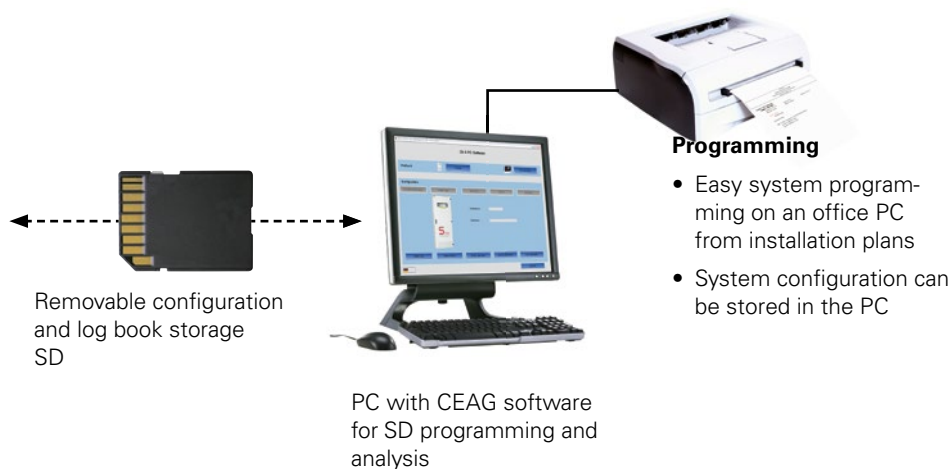 Programming
• Easy system program-
ming on an office PC
from installation plans
• System configuration can
be stored in the PC
Removable configuration
and log book storage
SD
PC with CEAG software
for SD programming and
analysis